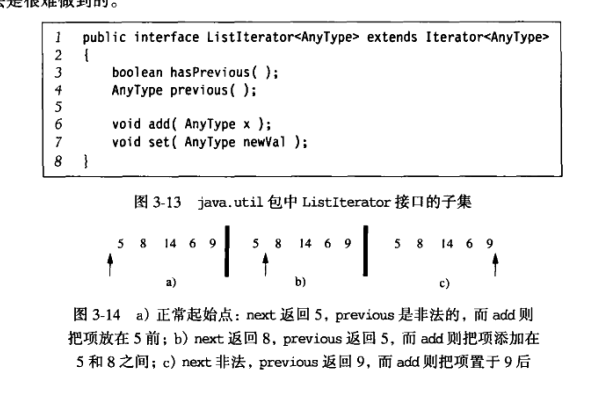 法是很难做到的。
1 public interface ListIterator<AnyType> extends Iterator<AnyType>
2 {
3 boolean hasPrevious( );
4 AnyType previous( );
5
6 void add( AnyType x );
7 void set( AnyType newVal );
8 }
图 3-13 java.util 包中 ListIterator 接口的子集
5 8 14 6 9 5 8 14 6 9 5 8 14 6 9
a) b) c)
图 3-14 a) 正常起始点：next 返回 5，previous 是非法的，而 add 则
把项放在 5 前；b) next 返回 8，previous 返回 5，而 add 则把项添加在
5 和 8 之间；c) next 非法，previous 返回 9，而 add 则把项置于 9 后